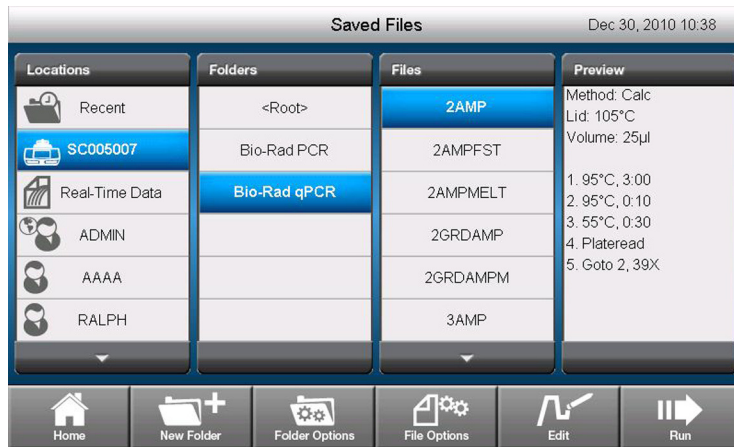 Saved Files
Dec 30, 2010 10:38
Locations
Recent
SC005007
Real-Time Data
ADMIN
AAAA
RALPH
Folders
<Root>
Bio-Rad PCR
Bio-Rad qPCR
Files
2AMP
2AMPFST
2AMPMELT
2GRDAMP
2GRDAMPM
3AMP
Preview
Method: Calc
Lid: 105°C
Volume: 25µl
1. 95°C, 3:00
2. 95°C, 0:10
3. 55°C, 0:30
4. Plateread
5. Goto 2, 39X
Home
New Folder
Folder Options
File Options
Edit
Run